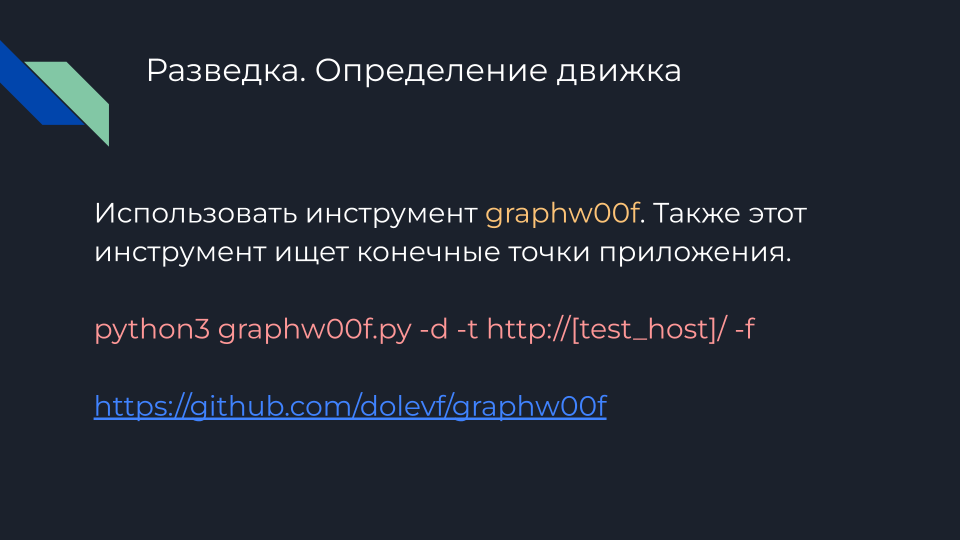 Разведка. Определение движка
Использовать инструмент graphw00f. Также этот
инструмент ищет конечные точки приложения.
python3 graphw00f.py -d -t http://[test_host]/ -f
https://github.com/dolevf/graphw00f